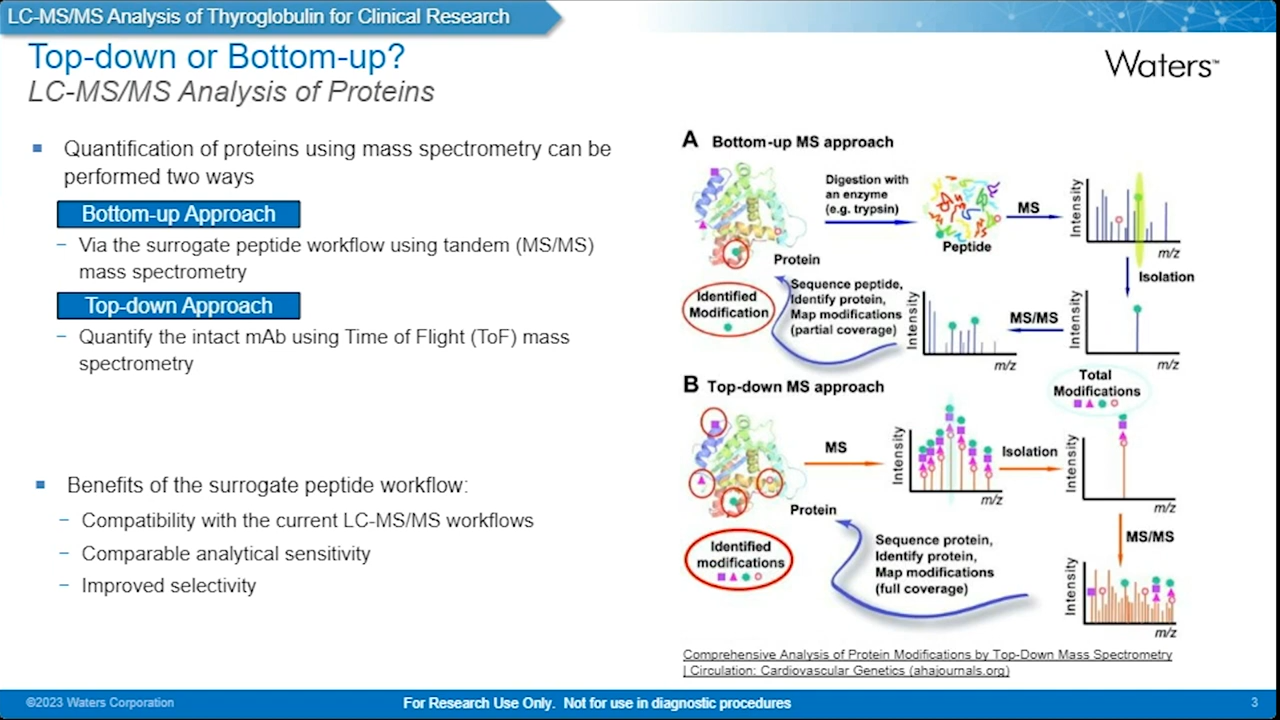 LC-MS/MS Analysis of Thyroglobulin for Clinical Research
Top-down or Bottom-up?
LC-MS/MS Analysis of Proteins
Waters™
Quantification of proteins using mass spectrometry can be
performed two ways
Bottom-up Approach
– Via the surrogate peptide workflow using tandem (MS/MS)
mass spectrometry
Top-down Approach
– Quantify the intact mAb using Time of Flight (ToF) mass
spectrometry
Benefits of the surrogate peptide workflow:
– Compatibility with the current LC-MS/MS workflows
– Comparable analytical sensitivity
– Improved selectivity
A Bottom-up MS approach
Digestion with
an enzyme
(e.g. trypsin)
Protein
Peptide
MS
Intensity
m/z
Isolation
Intensity
m/z
MS/MS
Intensity
m/z
Sequence peptide,
Identify protein,
Map modifications
(partial coverage)
Identified
Modification
B Top-down MS approach
Protein
MS
Intensity
m/z
Isolation
Total
Modifications
Intensity
m/z
MS/MS
Intensity
m/z
Sequence protein,
Identify protein,
Map modifications
(full coverage)
Identified
modifications
Comprehensive Analysis of Protein Modifications by Top-Down Mass Spectrometry
| Circulation: Cardiovascular Genetics (ahajournals.org)
©2023 Waters Corporation
For Research Use Only. Not for use in diagnostic procedures
3